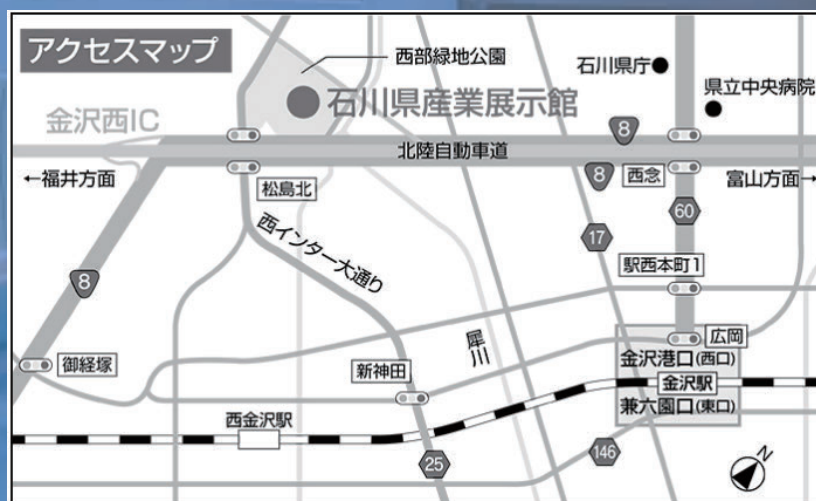 アクセスマップ
西部緑地公園
石川県庁
県立中央病院
石川県産業展示館
金沢西IC
8
北陸自動車道
←福井方面
松島北
8
西念
富山方面→
60
17
西インター大通り
8
駅西本町1
犀川
広岡
御経塚
新神田
金沢港口(西口)
金沢駅
兼六園口(東口)
西金沢駅
25
146
N